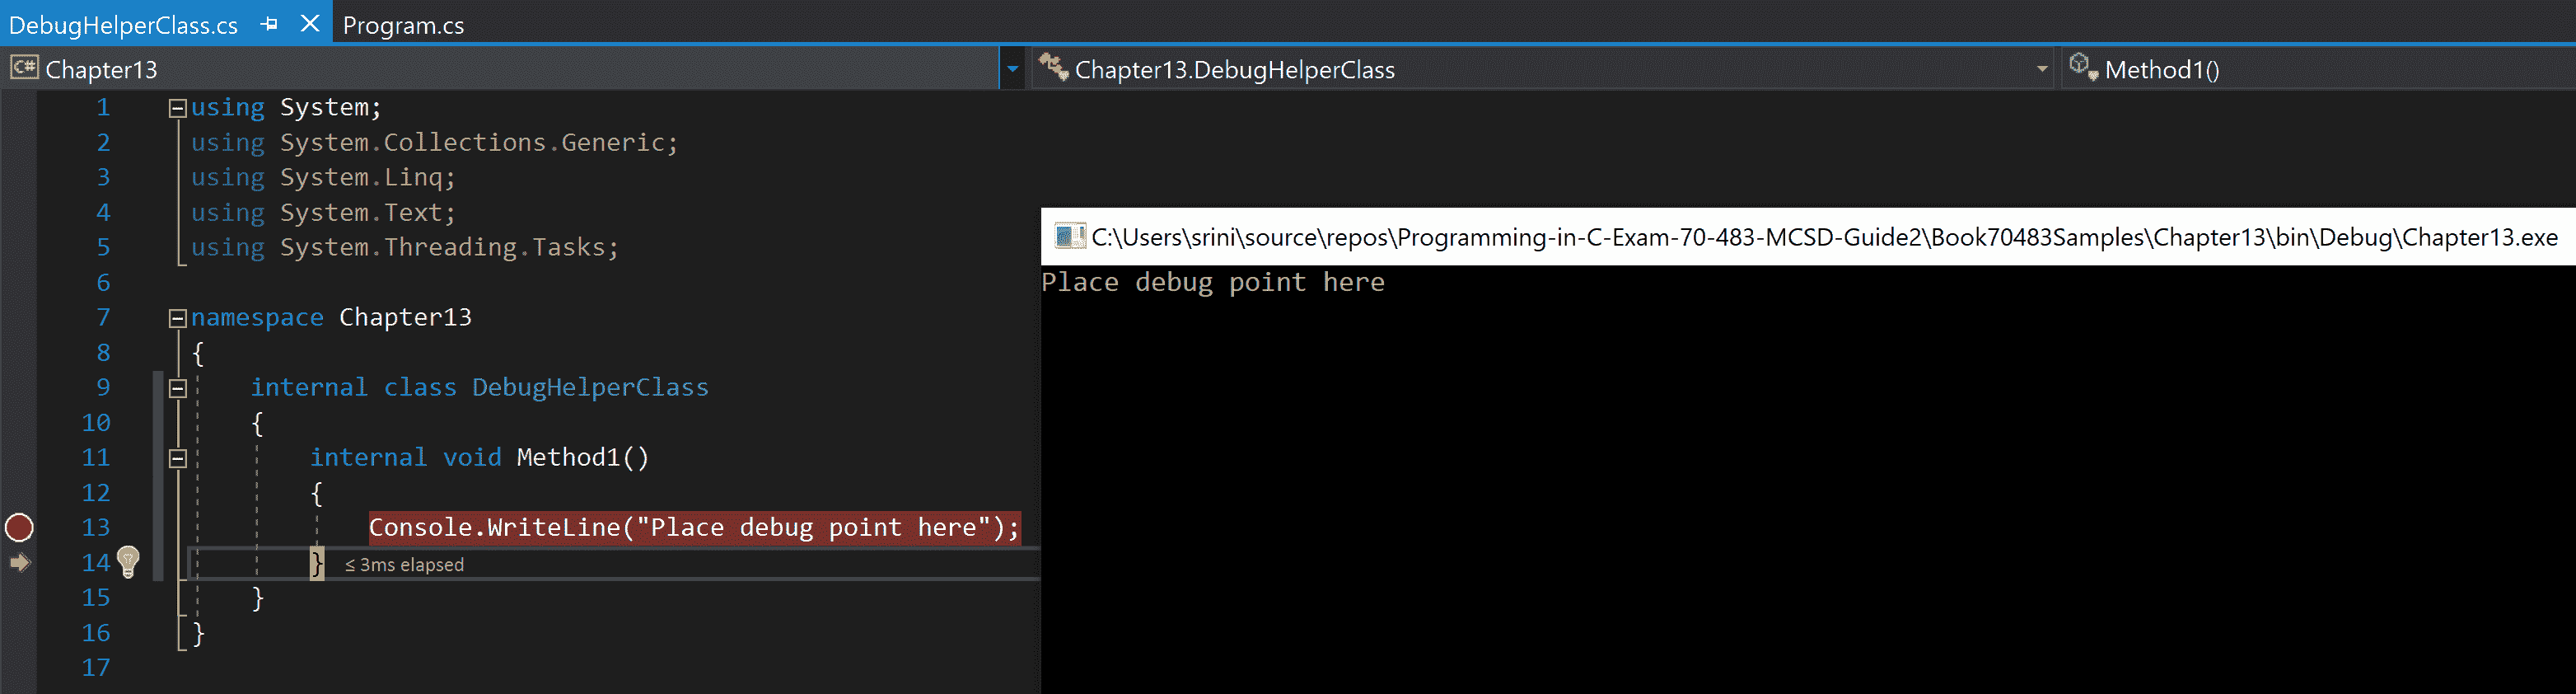 DebugHelperClass.cs Program.cs
C# Chapter13 Chapter13.DebugHelperClass Method1()
1 using System;
2 using System.Collections.Generic;
3 using System.Linq;
4 using System.Text;
5 using System.Threading.Tasks;
6
7 namespace Chapter13
8 {
9 internal class DebugHelperClass
10 {
11 internal void Method1()
12 {
13 Console.WriteLine("Place debug point here");
14 } ≤ 3ms elapsed
15 }
16 }
17
C:\Users\srini\source\repos\Programming-in-C-Exam-70-483-MCSD-Guide2\Book70483Samples\Chapter13\bin\Debug\Chapter13.exe
Place debug point here